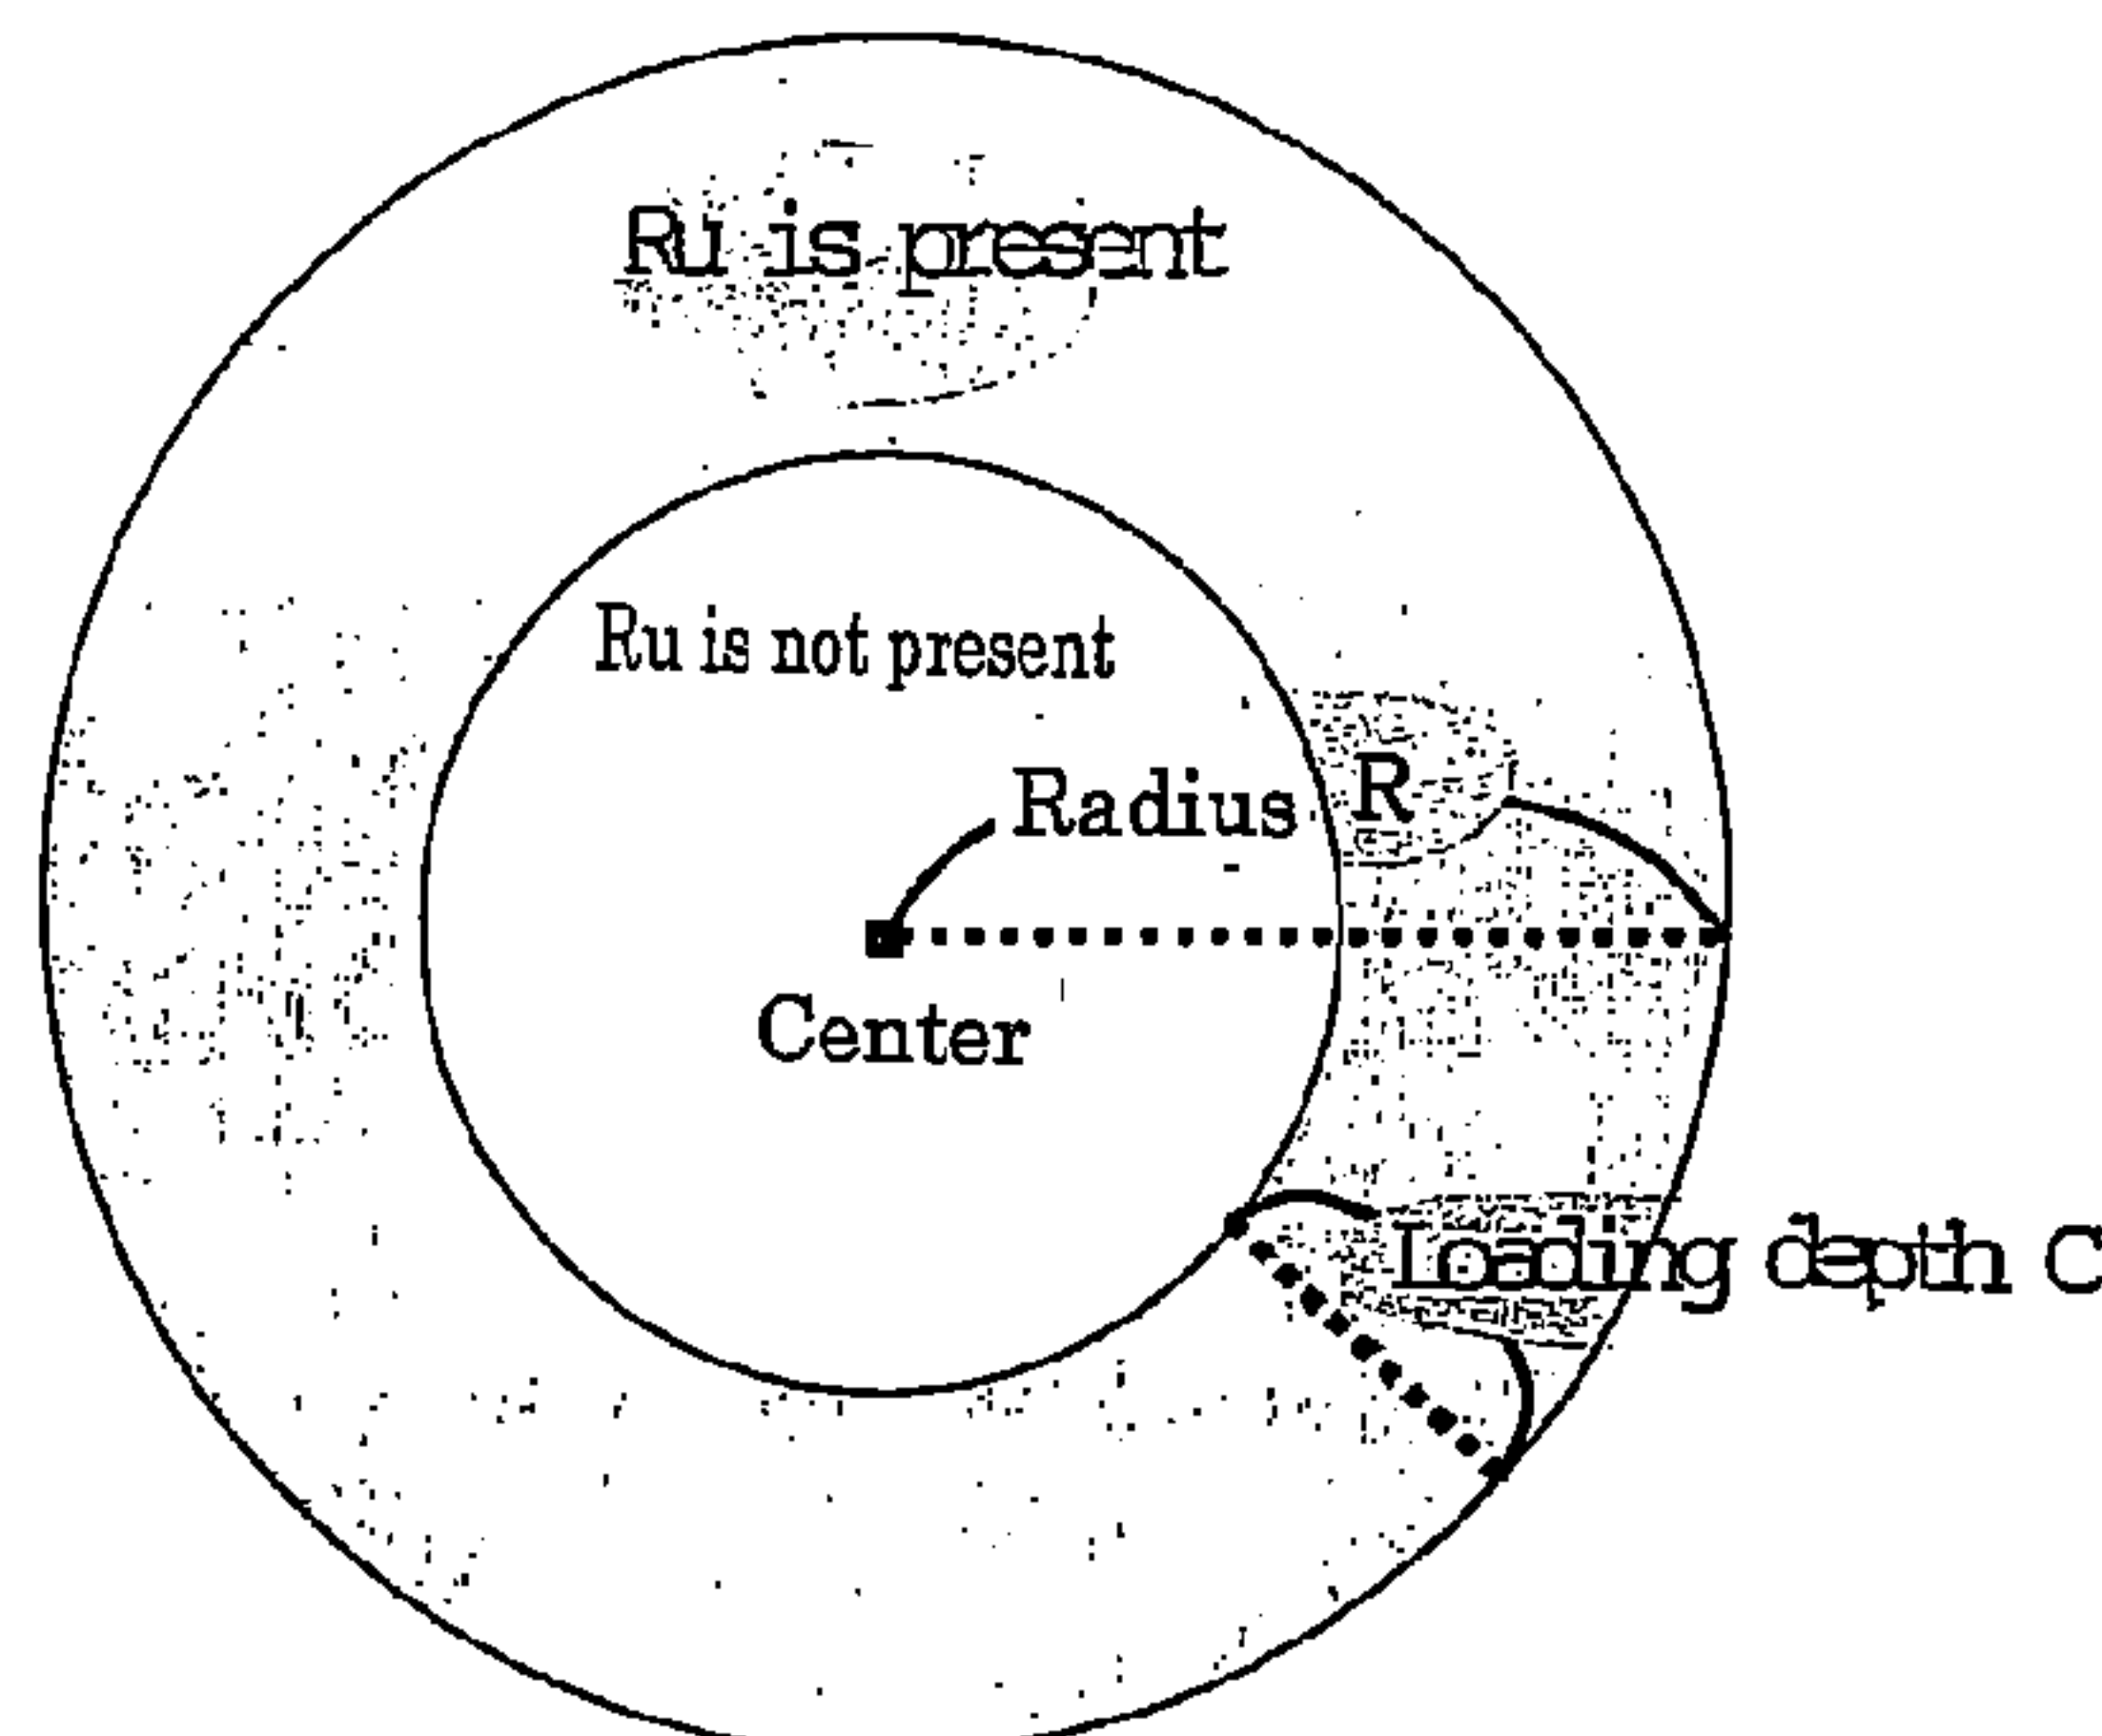 Ru is present
Ru is not present
Radius R
Center
Loading depth C